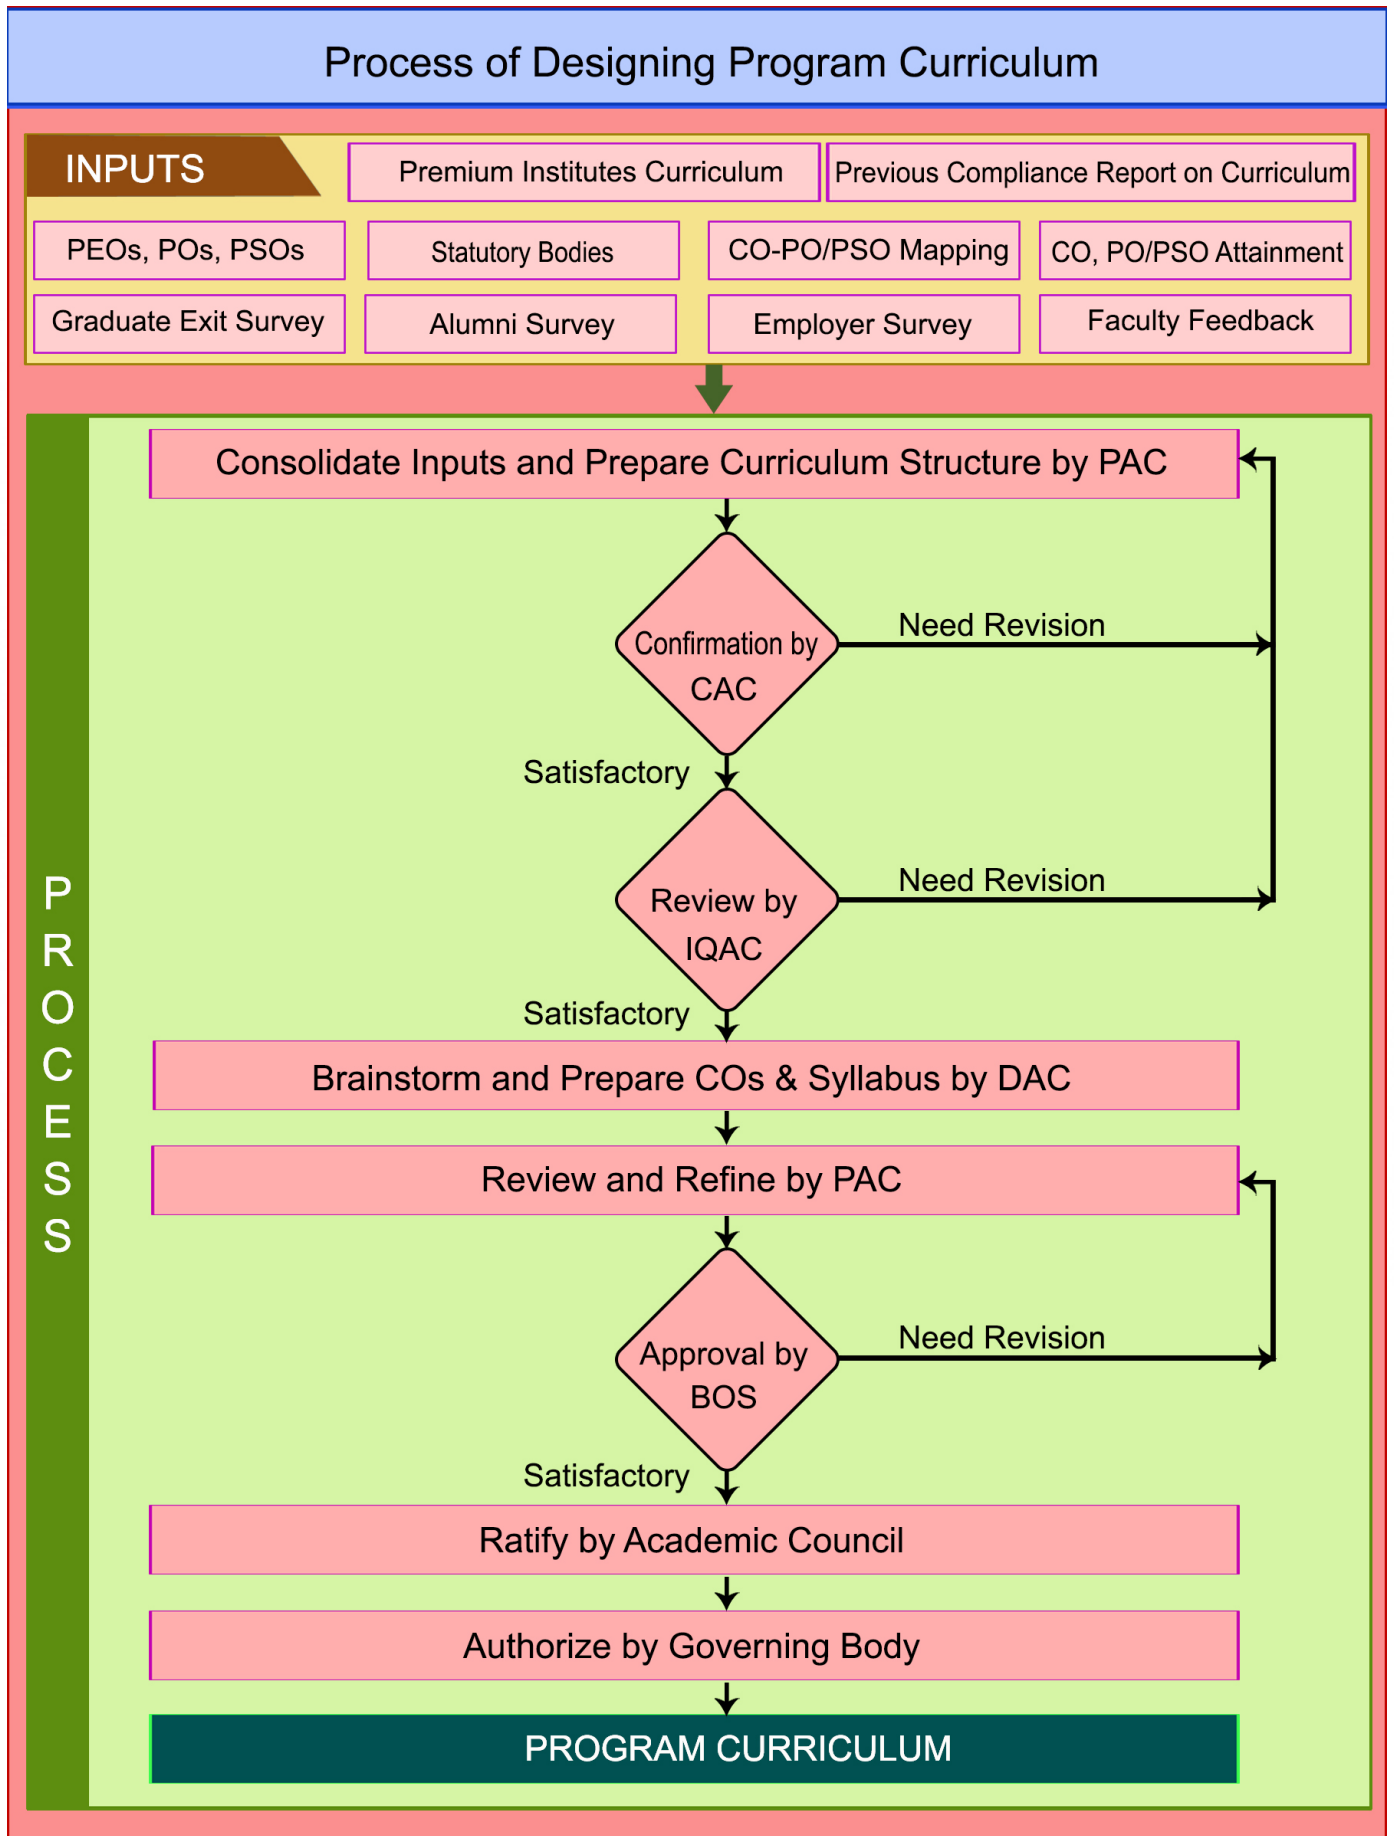 Process of Designing Program Curriculum
INPUTS
Premium Institutes Curriculum
Previous Compliance Report on Curriculum
PEOs, POs, PSOs
Statutory Bodies
CO-PO/PSO Mapping
CO, PO/PSO Attainment
Graduate Exit Survey
Alumni Survey
Employer Survey
Faculty Feedback
PROCESS
Consolidate Inputs and Prepare Curriculum Structure by PAC
Confirmation by
CAC
Need Revision
Satisfactory
Review by
IQAC
Need Revision
Satisfactory
Brainstorm and Prepare COs & Syllabus by DAC
Review and Refine by PAC
Approval by
BOS
Need Revision
Satisfactory
Ratify by Academic Council
Authorize by Governing Body
PROGRAM CURRICULUM